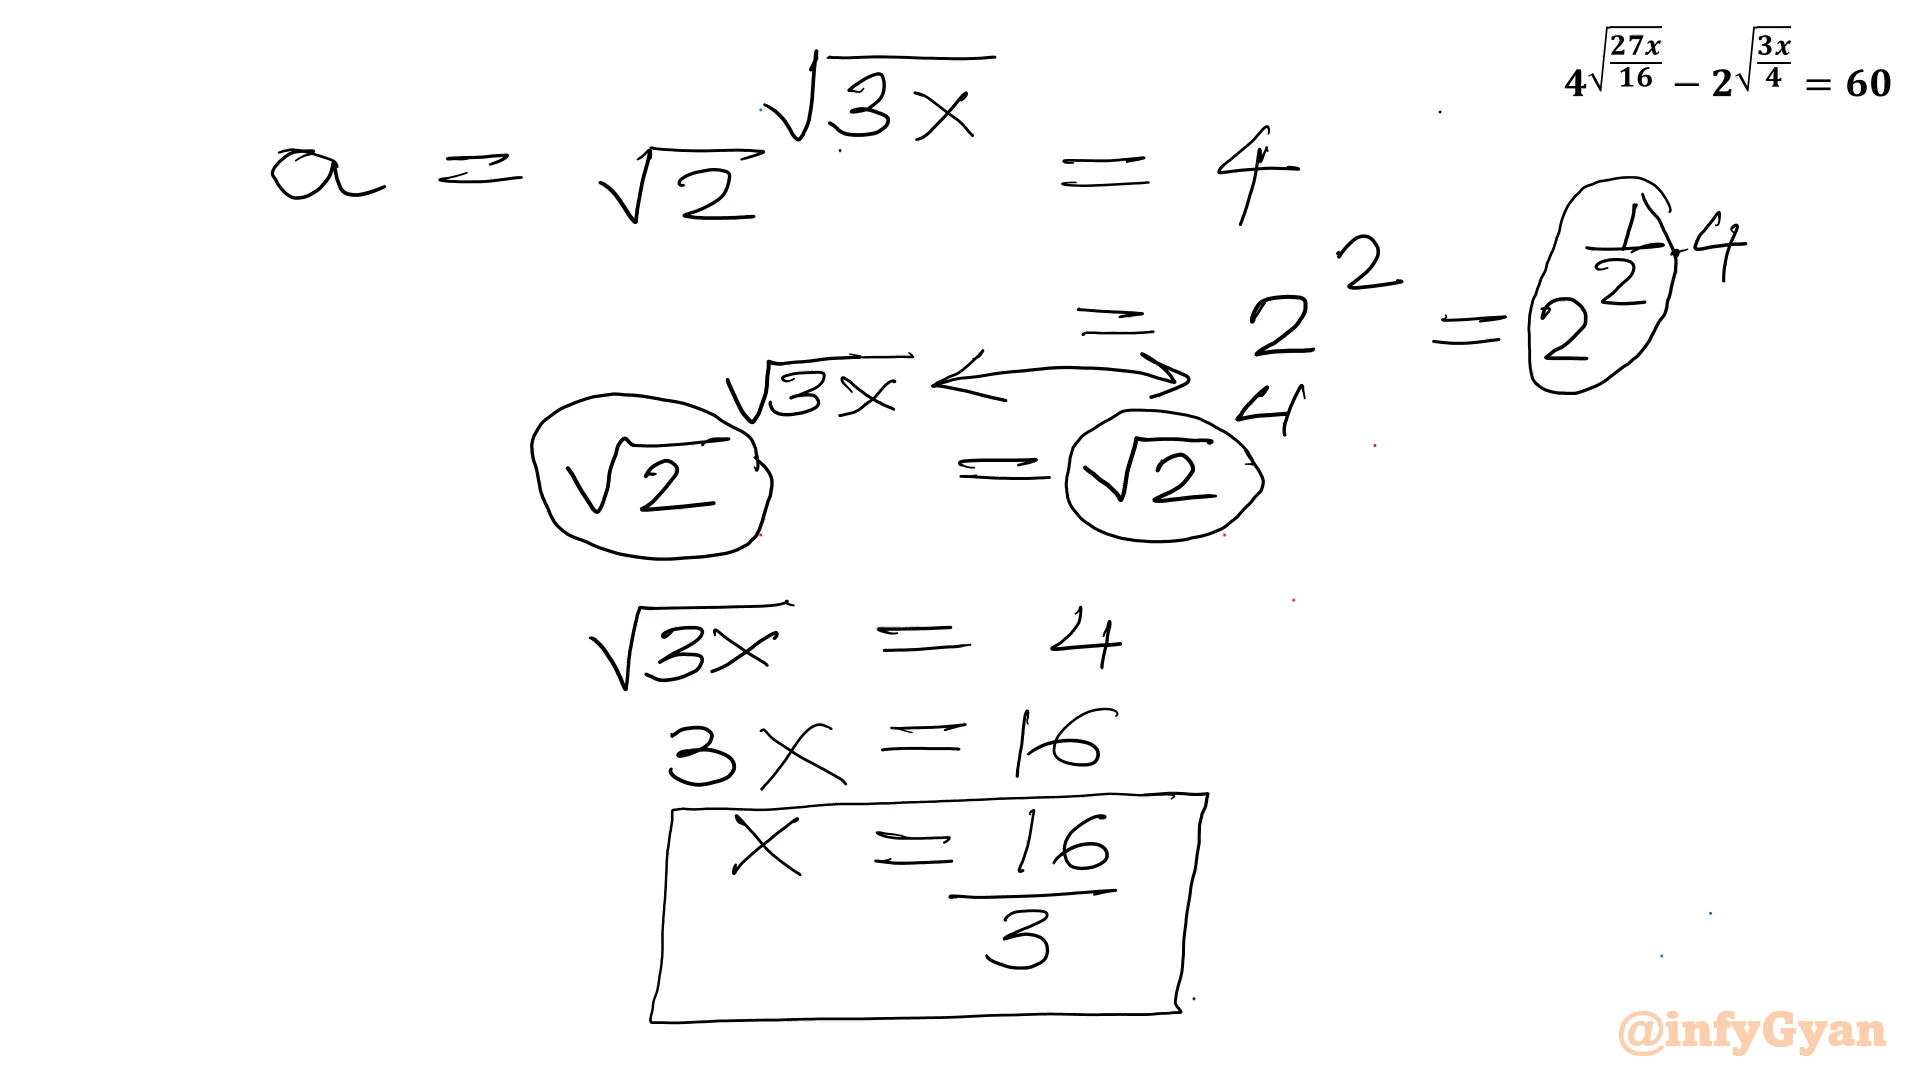 4^√(27x/16) − 2^√(3x/4) = 60
a = √2^√(3x) = 4
= 2^2 = 2^(1/2 · 4)
√2^√(3x) = √2^4
√(3x) = 4
3x = 16
x = 16/3
@infyGyan